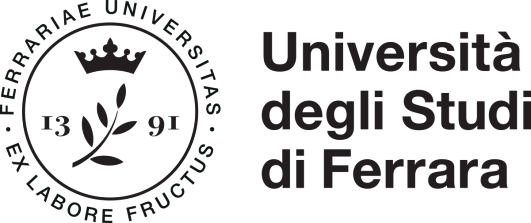 FERRARIAE UNIVERSITAS
13 91
· EX LABORE FRUCTUS ·
Università
degli Studi
di Ferrara